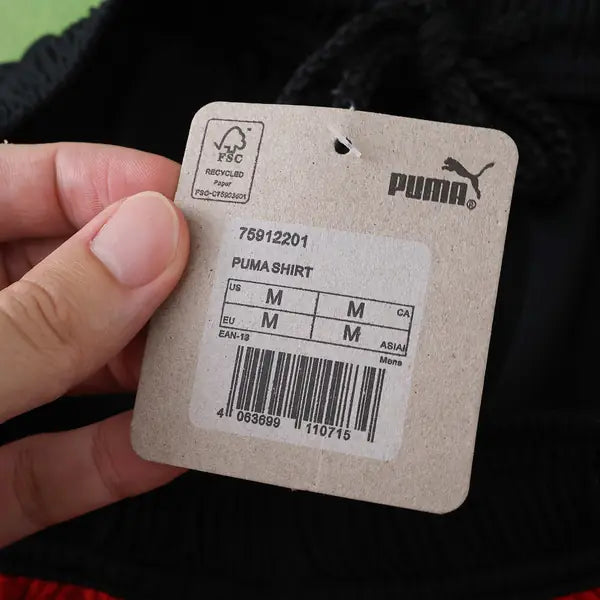 FSC
RECYCLED
Paper
PUMA®
75912201
PUMA SHIRT
US M M CA
EU M M ASIA
EAN-13
Mens
4 063699 110715